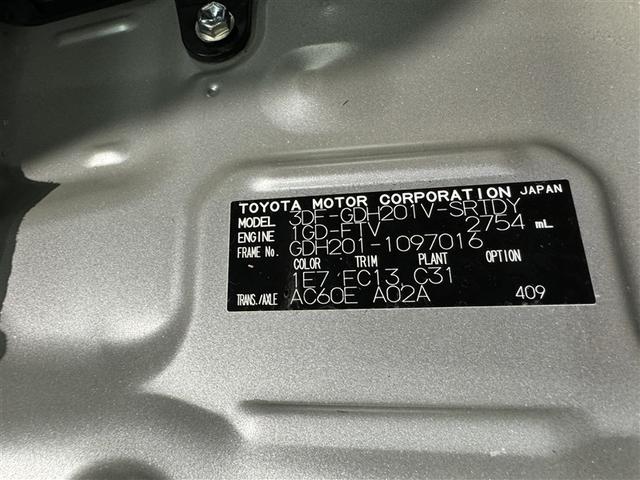 TOYOTA MOTOR CORPORATION JAPAN
MODEL 3DF-GDH201V-SRTDY
ENGINE 1GD-FTV 2754 mL
FRAME No. GDH201-1097016
COLOR TRIM PLANT OPTION
1E7 FC13 C31
TRANS./AXLE AC60E A02A 409